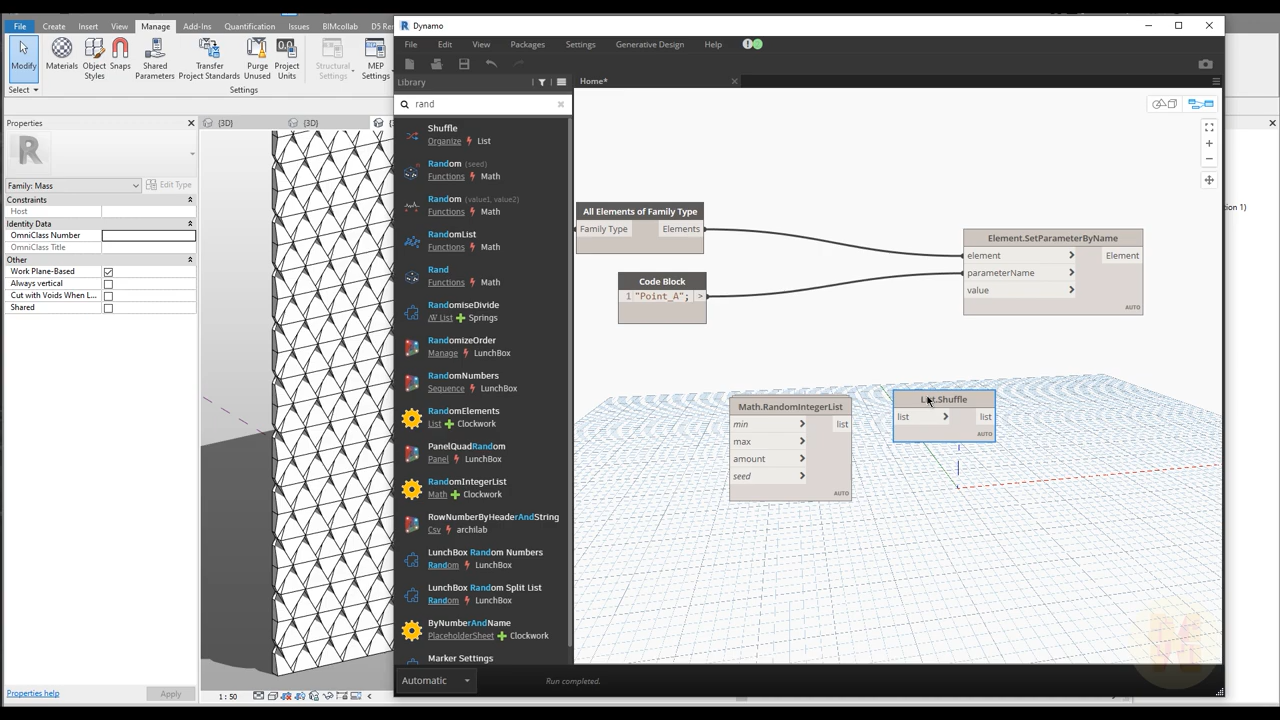 File
Create
Insert
View
Manage
Add-Ins
Quantification
Issues
BIMcollab
D5 Re
Modify
Materials
Object
Styles
Snaps
Shared
Parameters
Transfer
Project Standards
Purge
Unused
Project
Units
Structural
Settings
MEP
Settings
Select
Settings
Properties
{3D}
{3D}
Family: Mass
Edit Type
Constraints
Host
Identity Data
OmniClass Number
OmniClass Title
Other
Work Plane-Based
Always vertical
Cut with Voids When L...
Shared
Properties help
Apply
1 : 50
Dynamo
File
Edit
View
Packages
Settings
Generative Design
Help
Library
Home*
rand
Shuffle
Organize List
Random (seed)
Functions Math
Random (value1, value2)
Functions Math
RandomList
Functions Math
Rand
Functions Math
RandomiseDivide
List Springs
RandomizeOrder
Manage LunchBox
RandomNumbers
Sequence LunchBox
RandomElements
List Clockwork
PanelQuadRandom
Panel LunchBox
RandomIntegerList
Math Clockwork
RowNumberByHeaderAndString
Csv archilab
LunchBox Random Numbers
Random LunchBox
LunchBox Random Split List
Random LunchBox
ByNumberAndName
PlaceholderSheet Clockwork
Marker Settings
Automatic
Run completed.
All Elements of Family Type
Family Type Elements
Code Block
1 "Point_A"; >
Element.SetParameterByName
element > Element
parameterName >
value >
AUTO
Math.RandomIntegerList
min > list
max >
amount >
seed >
AUTO
List.Shuffle
list > list
AUTO
ion 1)